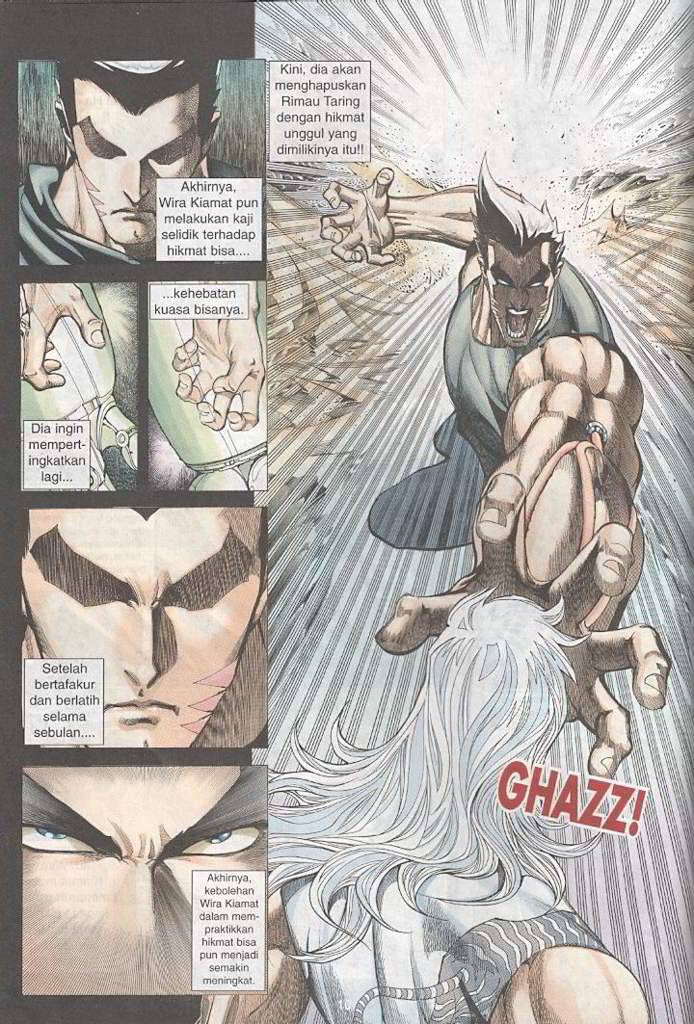 Akhirnya,
Wira Kiamat pun
melakukan kaji
selidik terhadap
hikmat bisa....
...kehebatan
kuasa bisanya.
Dia ingin
mempert-
ingkatkan
lagi...
Setelah
bertafakur
dan berlatih
selama
sebulan....
Akhirnya,
kebolehan
Wira Kiamat
dalam mem-
praktikkan
hikmat bisa
pun menjadi
semakin
meningkat.
Kini, dia akan
menghapuskan
Rimau Taring
dengan hikmat
unggul yang
dimilikinya itu!!
GHAZZ!